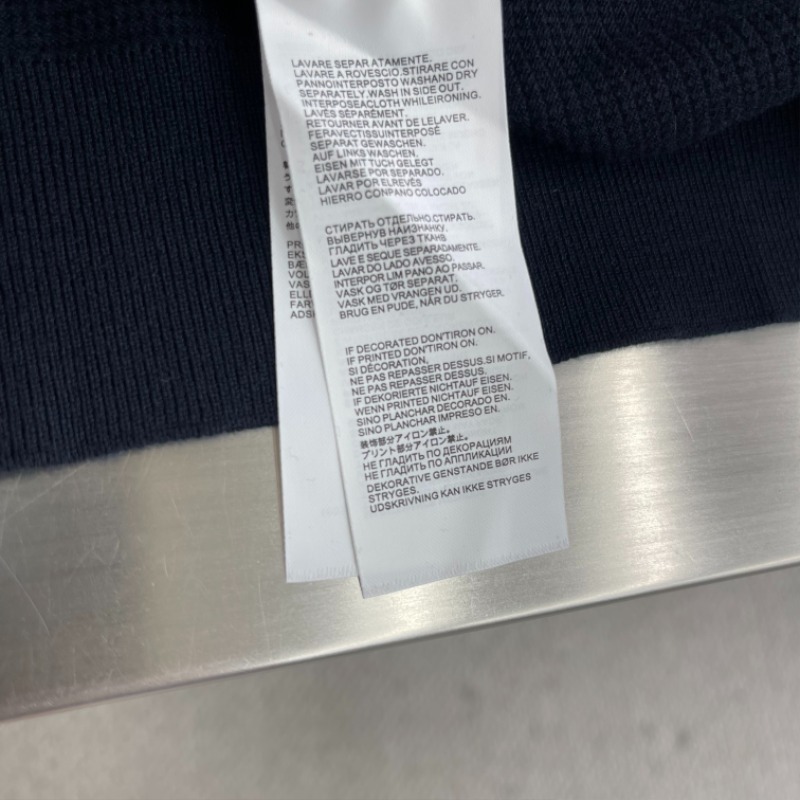 LAVARE SEPAR ATAMENTE.
LAVARE A ROVESCIO.STIRARE CON
PANNOINTERPOSTO WASHAND DRY
SEPARATELY.WASH IN SIDE OUT.
INTERPOSEACLOTH WHILEIRONING.
LAVÉS SÉPARÉMENT.
RETOURNER AVANT DE LELAVER.
FERAVECTISSUINTERPOSÉ
SEPARAT GEWASCHEN.
AUF LINKS WASCHEN.
EISEN MIT TUCH GELEGT
LAVARSE POR SEPARADO.
LAVAR POR ELREVÉS
HIERRO CONPANO COLOCADO
СТИРАТЬ ОТДЕЛЬНО.СТИРАТЬ.
ВЫВЕРНУВ НАИЗНАНКУ.
ГЛАДИТЬ ЧЕРЕЗ ТКАНЬ
LAVE E SEQUE SEPARADAMENTE.
LAVAR DO LADO AVESSO.
INTERPOR LIM PANO AO PASSAR.
VASK OG TØR SEPARAT.
VASK MED VRANGEN UD.
BRUG EN PUDE, NÅR DU STRYGER.
IF DECORATED DON'TIRON ON.
IF PRINTED DON'TIRON ON.
SI DÉCORATION,
NE PAS REPASSER DESSUS.SI MOTIF,
NE PAS REPASSER DESSUS.
IF DEKORIERTE NICHTAUF EISEN.
WENN PRINTED NICHTAUF EISEN.
SINO PLANCHAR DECORADO EN.
SINO PLANCHAR IMPRESO EN.
装飾部分アイロン禁止。
プリント部分アイロン禁止。
НЕ ГЛАДИТЬ ПО ДЕКОРАЦИЯМ
НЕ ГЛАДИТЬ ПО АППЛИКАЦИИ
DEKORATIVE GENSTANDE BØR IKKE
STRYGES.
UDSKRIVNING KAN IKKE STRYGES